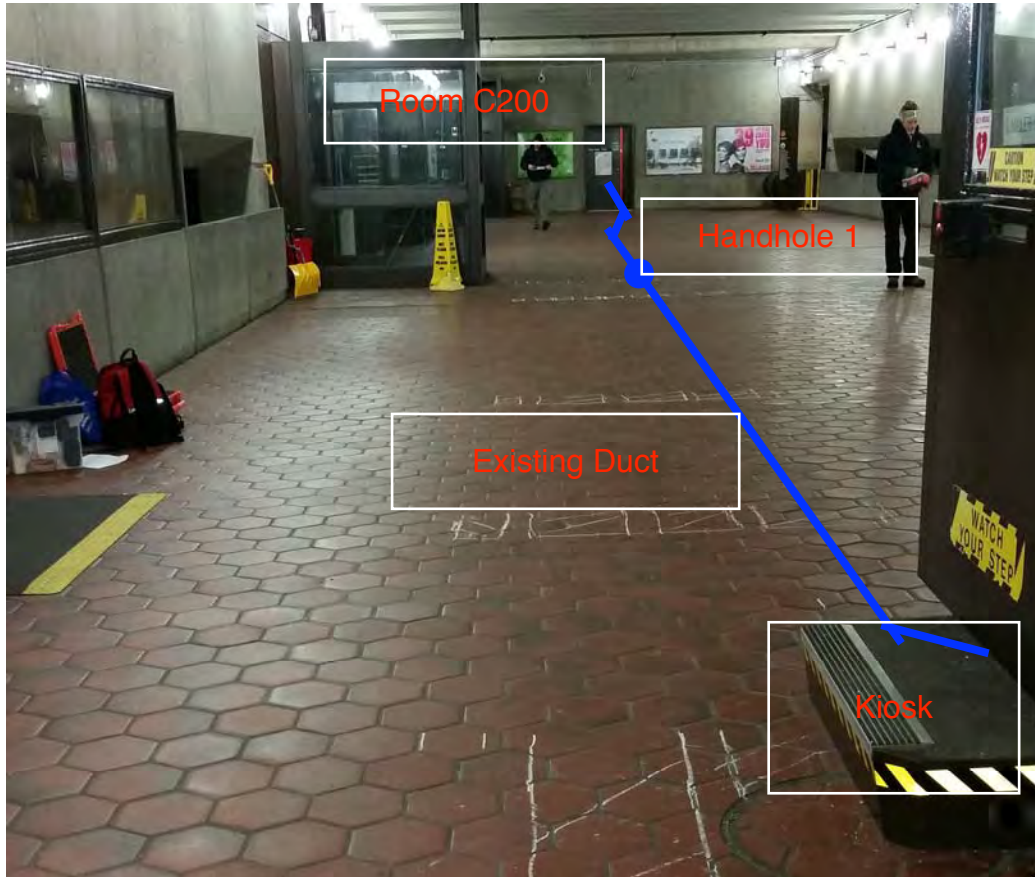 Room C200
CAUTION
WATCH YOUR STEP
Handhole 1
Existing Duct
WATCH
YOUR STEP
Kiosk